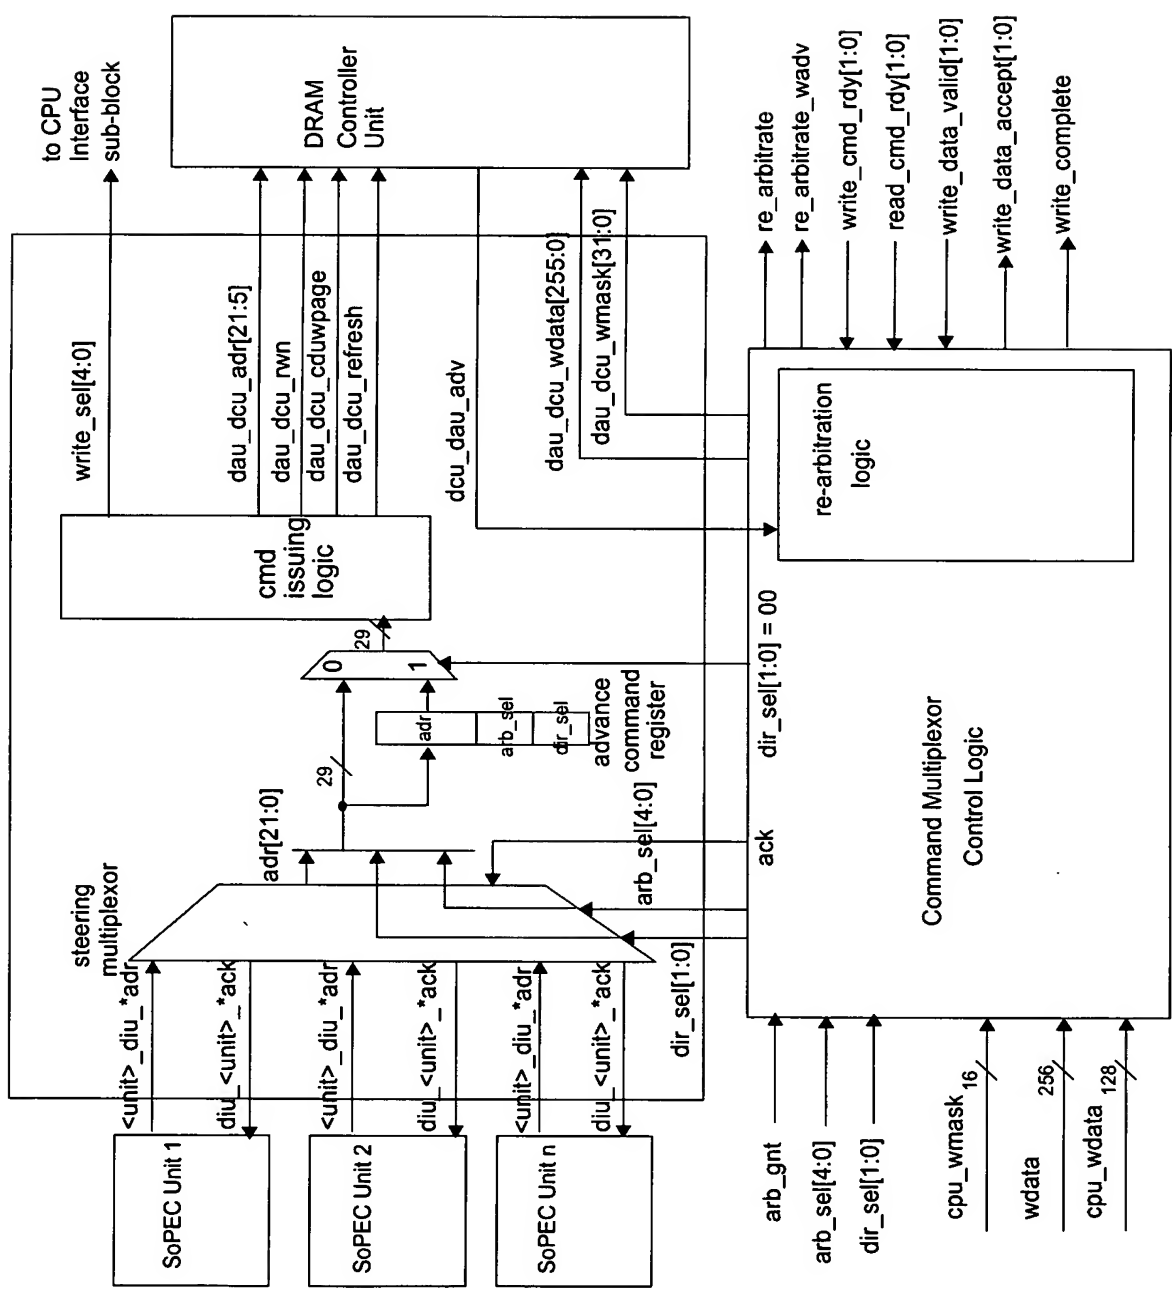 SoPEC Unit 1
SoPEC Unit 2
SoPEC Unit n
<unit>_diu_*adr
diu_<unit>_*ack
<unit>_diu_*adr
diu_<unit>_*ack
<unit>_diu_*adr
diu_<unit>_*ack
steering
multiplexor
adr[21:0]
arb_sel[4:0]
dir_sel[1:0]
29
adr
arb_sel
dir_sel
advance
command
register
0
1
29
cmd
issuing
logic
write_sel[4:0]
to CPU
Interface
sub-block
dau_dcu_adr[21:5]
dau_dcu_rwn
dau_dcu_cduwpage
dau_dcu_refresh
dcu_dau_adv
dau_dcu_wdata[255:0]
dau_dcu_wmask[31:0]
DRAM
Controller
Unit
ack
dir_sel[1:0] = 00
Command Multiplexor
Control Logic
re-arbitration
logic
arb_gnt
arb_sel[4:0]
dir_sel[1:0]
cpu_wmask
16
wdata
256
cpu_wdata
128
re_arbitrate
re_arbitrate_wadv
write_cmd_rdy[1:0]
read_cmd_rdy[1:0]
write_data_valid[1:0]
write_data_accept[1:0]
write_complete